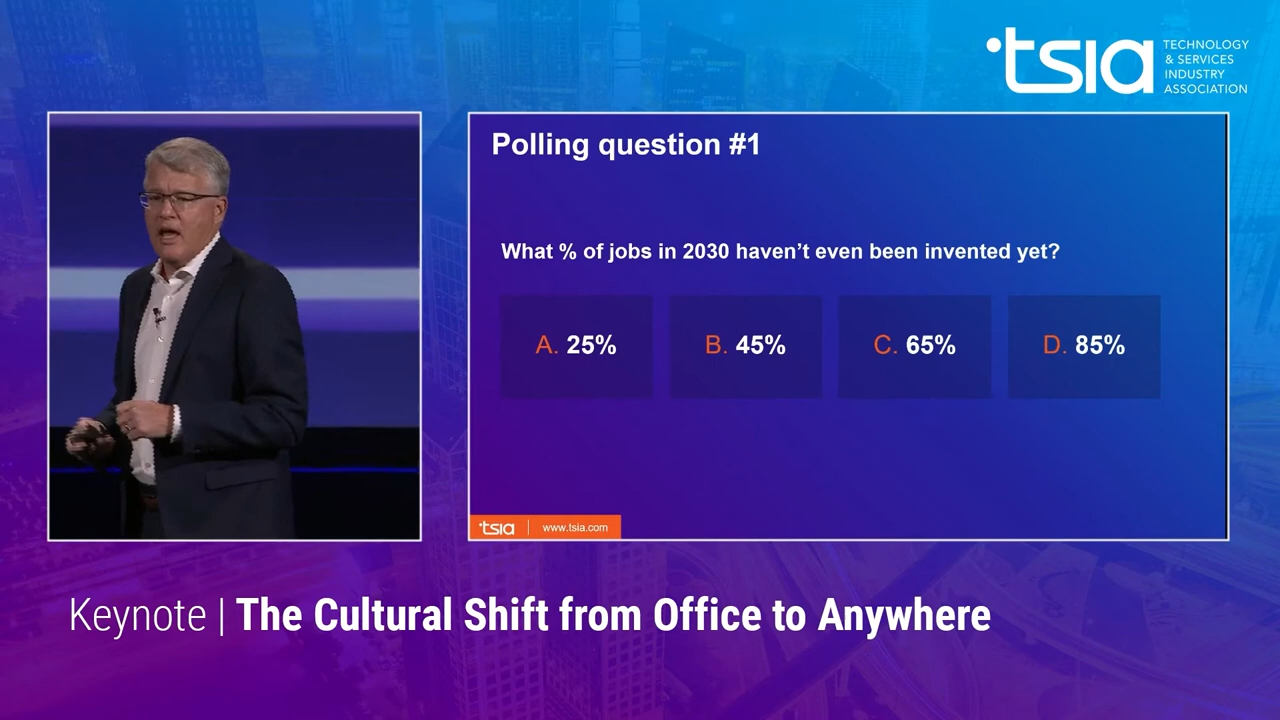 tsia
TECHNOLOGY
& SERVICES
INDUSTRY
ASSOCIATION
Polling question #1
What % of jobs in 2030 haven’t even been invented yet?
A. 25% B. 45% C. 65% D. 85%
tsia | www.tsia.com
Keynote | The Cultural Shift from Office to Anywhere